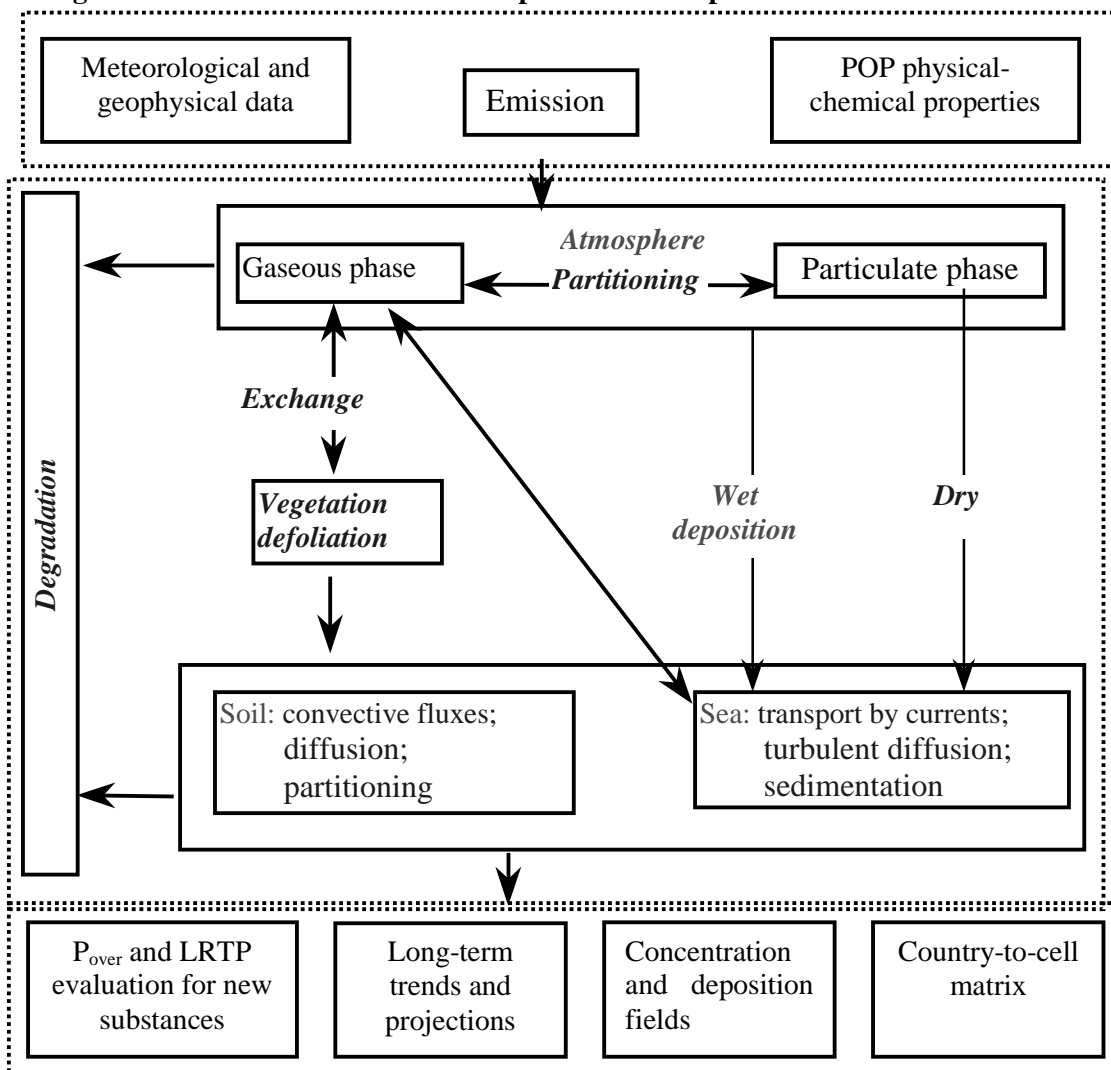 Meteorological and
geophysical data
Emission
POP physical-
chemical properties
Atmosphere
Gaseous phase
Partitioning
Particulate phase
Exchange
Vegetation
defoliation
Wet
deposition
Dry
Degradation
Soil: convective fluxes;
diffusion;
partitioning
Sea: transport by currents;
turbulent diffusion;
sedimentation
Pover and LRTP
evaluation for new
substances
Long-term
trends and
projections
Concentration
and deposition
fields
Country-to-cell
matrix